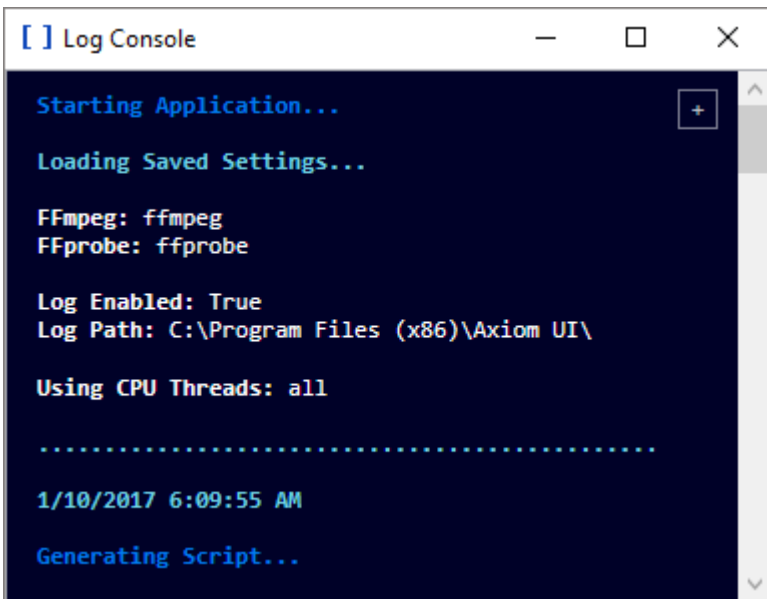 [ ] Log Console
+
Starting Application...
Loading Saved Settings...
FFmpeg: ffmpeg
FFprobe: ffprobe
Log Enabled: True
Log Path: C:\Program Files (x86)\Axiom UI\
Using CPU Threads: all
...............................................
1/10/2017 6:09:55 AM
Generating Script...